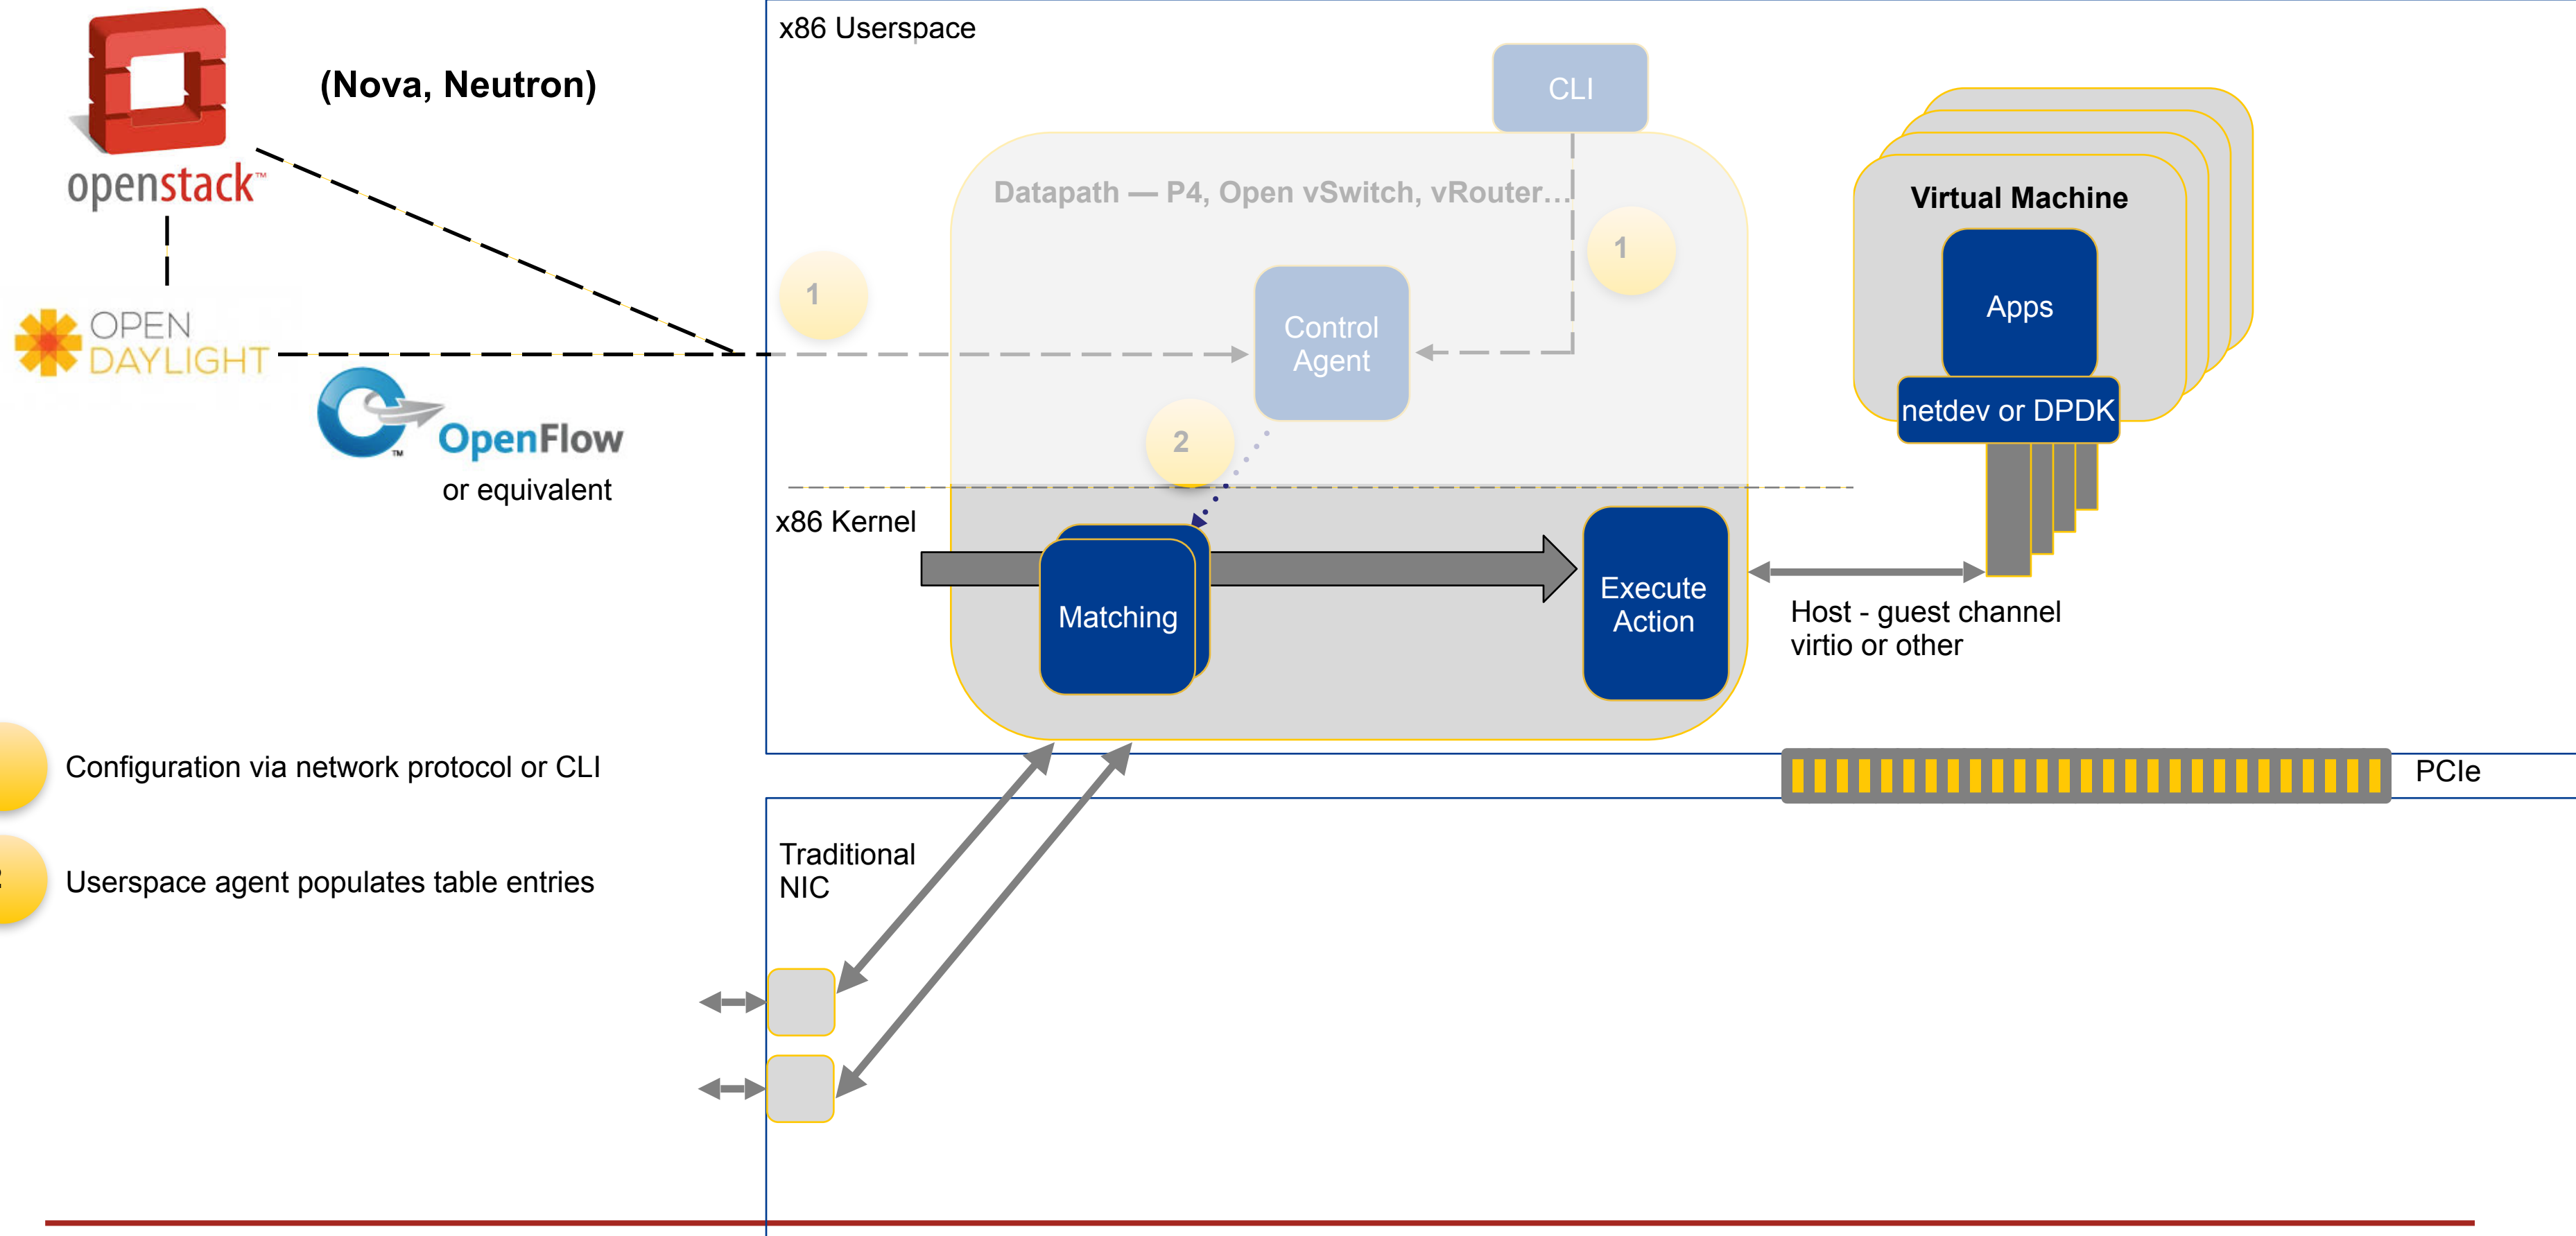 x86 Userspace
(Nova, Neutron)
CLI
openstack™
Datapath — P4, Open vSwitch, vRouter...
Virtual Machine
1
1
Apps
Control
Agent
OPEN
DAYLIGHT
netdev or DPDK
2
OpenFlow
TM
or equivalent
x86 Kernel
Matching
Execute
Action
Host - guest channel
virtio or other
Configuration via network protocol or CLI
PCIe
Traditional
NIC
Userspace agent populates table entries